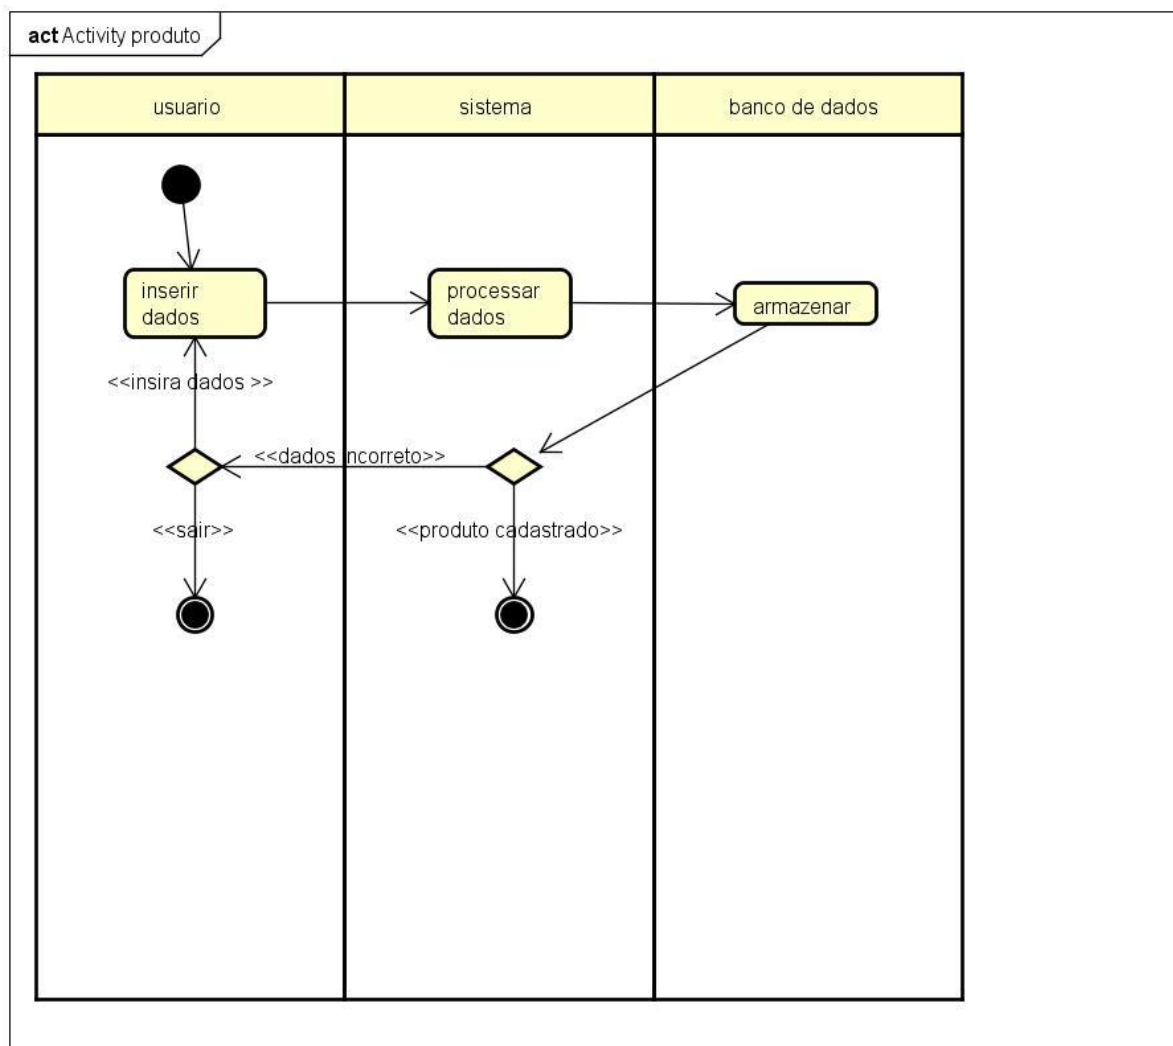 act Activity produto
usuario
sistema
banco de dados
inserir
dados
processar
dados
armazenar
<<insira dados >>
<<dados incorreto>>
<<sair>>
<<produto cadastrado>>